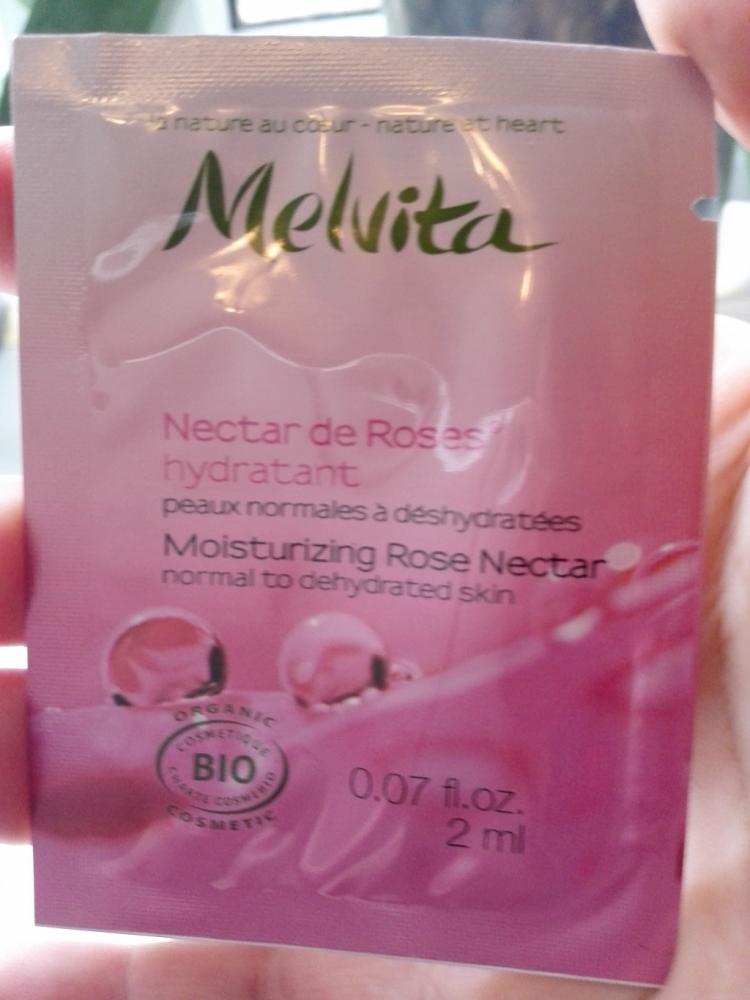 la nature au cœur - nature at heart
Melvita
Nectar de Roses®
hydratant
peaux normales à déshydratées
Moisturizing Rose Nectar
normal to dehydrated skin
ORGANIC
COSMETIQUE
BIO
CHARTE COSMEBIO
COSMETIC
0.07 fl.oz.
2 ml